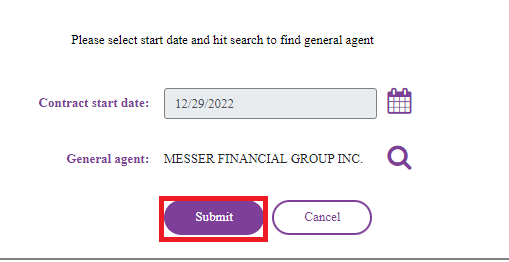 Please select start date and hit search to find general agent
Contract start date: 12/29/2022
General agent: MESSER FINANCIAL GROUP INC.
Submit Cancel